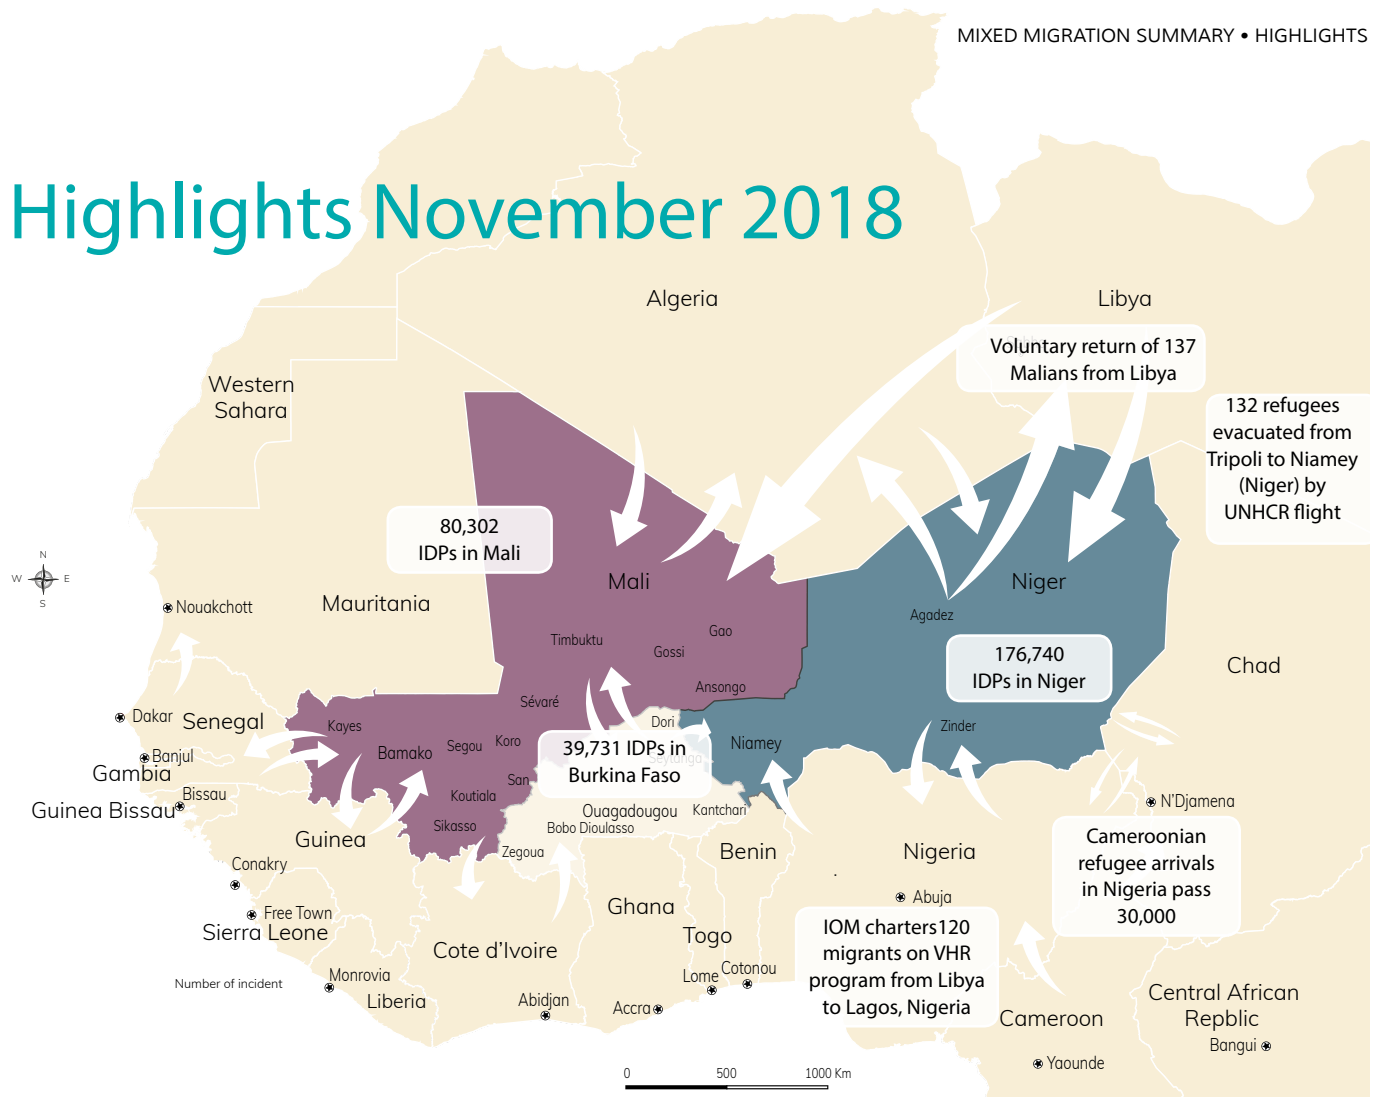 MIXED MIGRATION SUMMARY • HIGHLIGHTS
Highlights November 2018
Algeria
Libya
Voluntary return of 137
Malians from Libya
Western
Sahara
132 refugees
evacuated from
Tripoli to Niamey
(Niger) by
UNHCR flight
80,302
IDPs in Mali
N
W E
S
Mali
Niger
Nouakchott
Mauritania
Agadez
Timbuktu
Gao
Gossi
176,740
IDPs in Niger
Chad
Ansongo
Sévaré
Dakar
Senegal
Kayes
Dori
Zinder
Bamako
Segou
Koro
Niamey
39,731 IDPs in
Burkina Faso
Seytanga
Banjul
Gambia
San
Koutiala
Bissau
Guinea Bissau
N'Djamena
Ouagadougou
Kantchari
Sikasso
Bobo Dioulasso
Guinea
Zegoua
Benin
Nigeria
Cameroonian
refugee arrivals
in Nigeria pass
30,000
Conakry
Abuja
Free Town
Sierra Leone
Ghana
Togo
IOM charters120
migrants on VHR
program from Libya
to Lagos, Nigeria
Cote d'Ivoire
Number of incident
Monrovia
Liberia
Lome
Cotonou
Abidjan
Accra
Cameroon
Central African
Repblic
Bangui
Yaounde
0 500 1000 Km